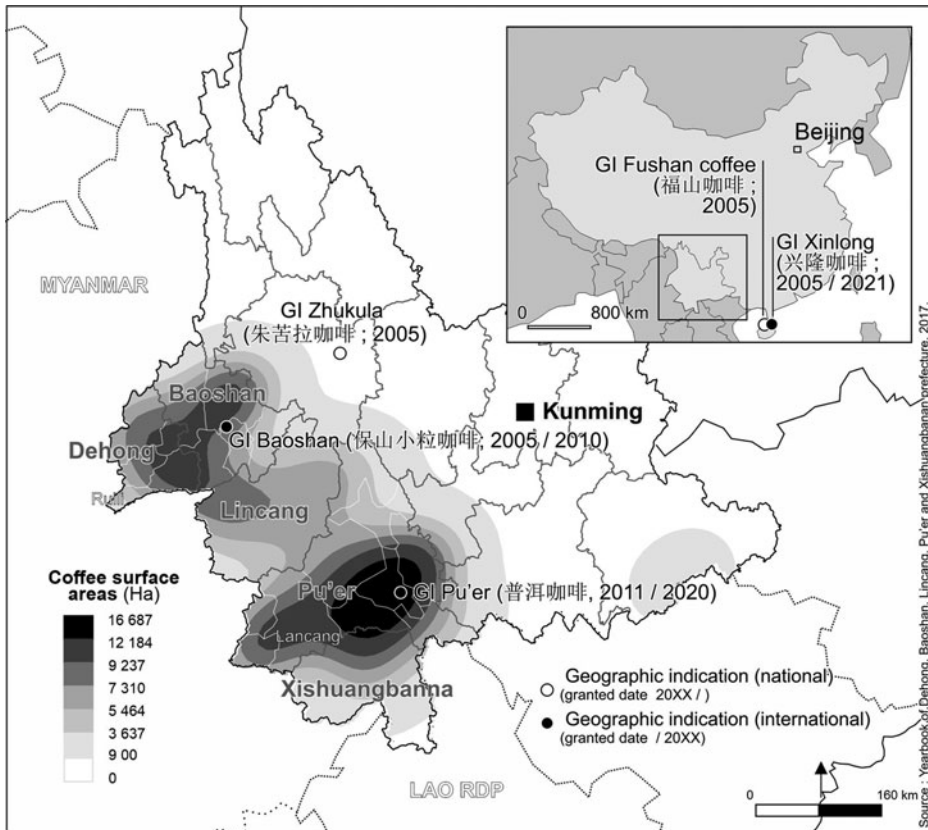 Beijing
GI Fushan coffee
(福山咖啡 ;
2005)
GI Xinlong
(兴隆咖啡 ;
2005 / 2021)
0
800 km
MYANMAR
GI Zhukula
(朱苦拉咖啡 ; 2005)
Baoshan
Kunming
GI Baoshan (保山小粒咖啡; 2005 / 2010)
Dehong
Ruili
Lincang
Pu'er
GI Pu'er (普洱咖啡, 2011 / 2020)
Lancang
Xishuangbanna
Coffee surface
areas (Ha)
16 687
12 184
9 237
7 310
5 464
3 637
9 00
0
Geographic indication (national)
(granted date 20XX / )
Geographic indication (international)
(granted date / 20XX)
LAO RDP
0
160 km
Source : Yearbook of Dehong, Baoshan, Lincang, Pu'er and Xishuangbanan prefecture, 2017.